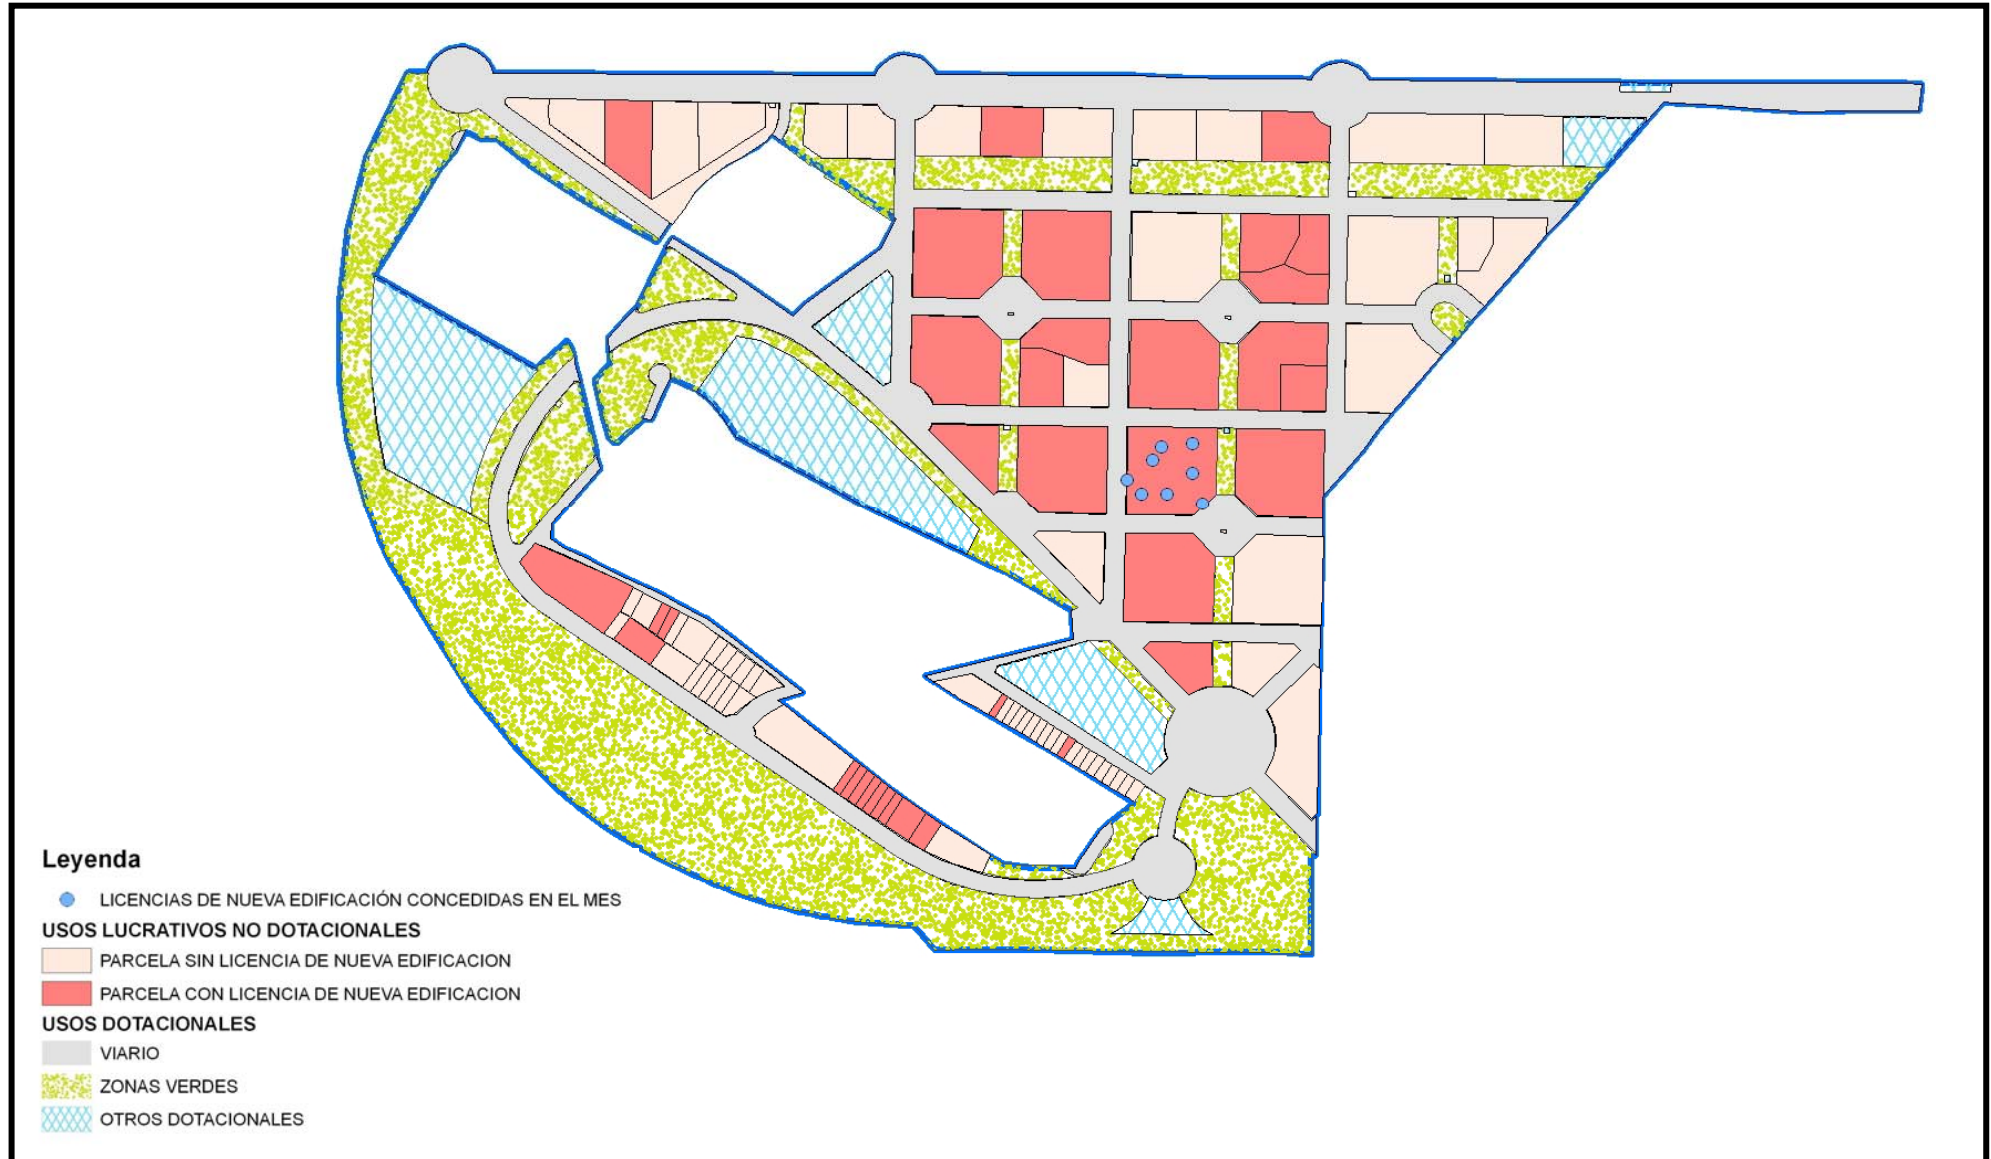 Leyenda
LICENCIAS DE NUEVA EDIFICACIÓN CONCEDIDAS EN EL MES
USOS LUCRATIVOS NO DOTACIONALES
PARCELA SIN LICENCIA DE NUEVA EDIFICACION
PARCELA CON LICENCIA DE NUEVA EDIFICACION
USOS DOTACIONALES
VIARIO
ZONAS VERDES
OTROS DOTACIONALES